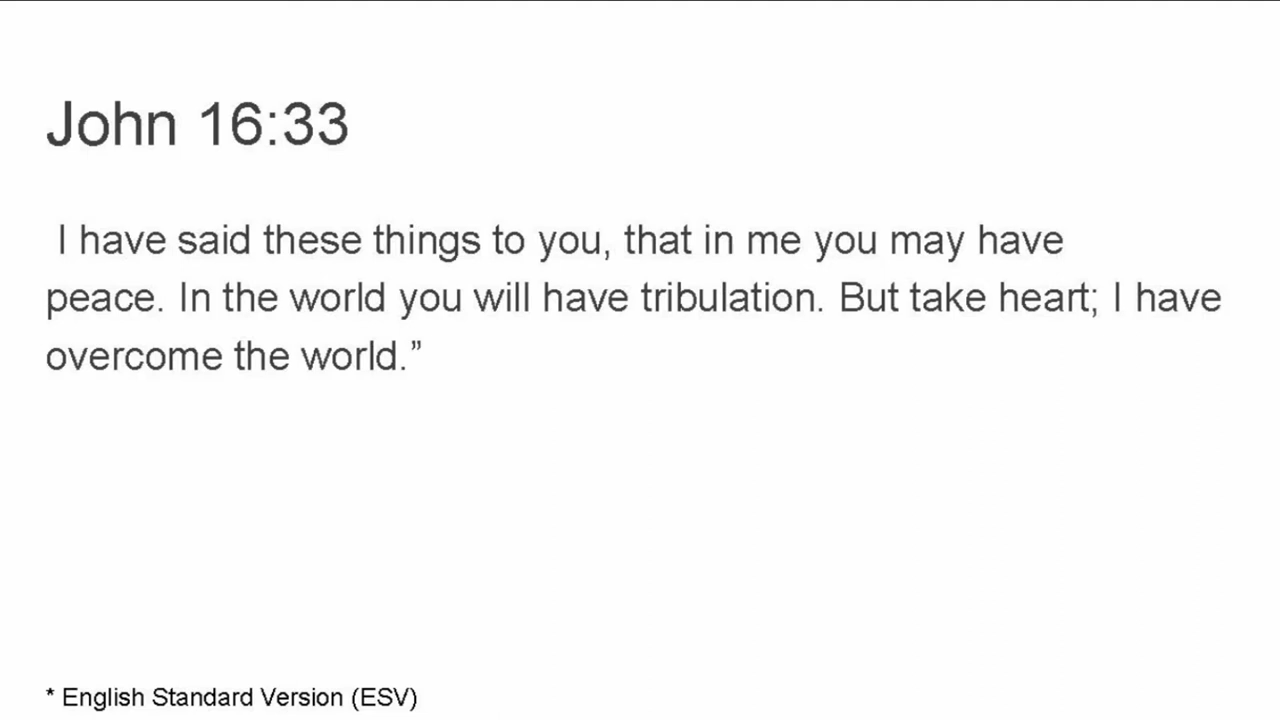 John 16:33
I have said these things to you, that in me you may have
peace. In the world you will have tribulation. But take heart; I have
overcome the world.”
* English Standard Version (ESV)